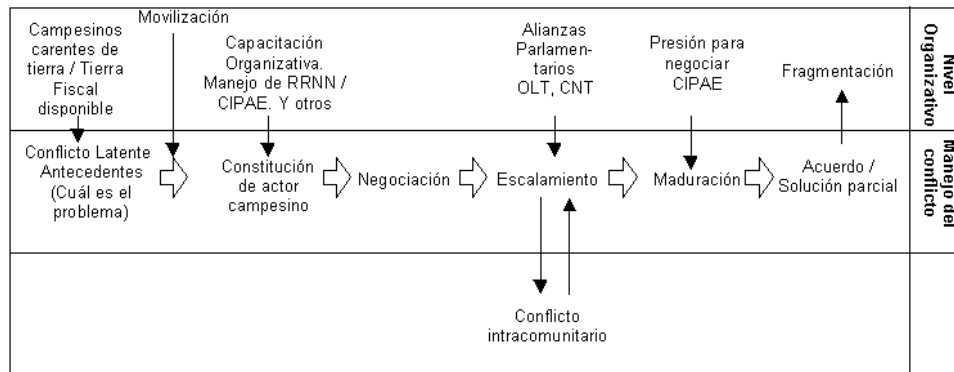 Movilización
Campesinos
carentes de
tierra / Tierra
Fiscal
disponible
Capacitación
Organizativa.
Manejo de RRNN /
CIPAE. Y otros
Alianzas
Parlamen-
tarios
OLT, CNT
Presión para
negociar
CIPAE
Fragmentación
Nivel
Organizativo
Conflicto Latente
Antecedentes
(Cuál es el
problema)
Constitución
de actor
campesino
Negociación
Escalamiento
Maduración
Acuerdo /
Solución parcial
Manejo del
conflicto
Conflicto
intracomunitario